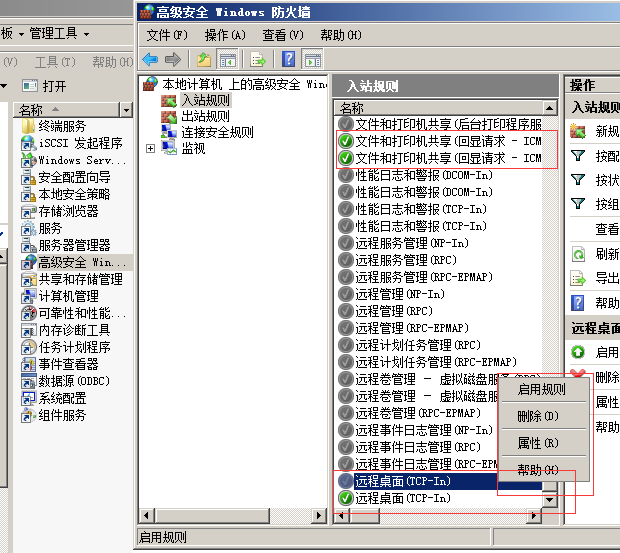 高级安全 Windows 防火墙
文件(F) 操作(A) 查看(V) 帮助(H)
板 管理工具
(V) 工具(T) 帮助(H)
打开
名称
终端服务
iSCSI 发起程序
Windows Serv...
安全配置向导
本地安全策略
存储浏览器
服务
服务器管理器
高级安全 Win...
共享和存储管理
计算机管理
可靠性和性能...
内存诊断工具
任务计划程序
事件查看器
数据源(ODBC)
系统配置
组件服务
本地计算机 上的高级安全 Win
入站规则
出站规则
连接安全规则
监视
入站规则
名称
文件和打印机共享(后台打印程序服
文件和打印机共享(回显请求 - ICM
文件和打印机共享(回显请求 - ICM
性能日志和警报(DCOM-In)
性能日志和警报(TCP-In)
性能日志和警报(TCP-In)
远程服务管理(NP-In)
远程服务管理(RPC)
远程服务管理(RPC-EPMAP)
远程管理(NP-In)
远程管理(RPC)
远程管理(RPC-EPMAP)
远程计划任务管理(RPC)
远程计划任务管理(RPC-EPMAP)
远程卷管理 - 虚拟磁盘服务(RPC)
远程卷管理 - 虚拟磁盘服
远程卷管理(RPC-EPMAP)
远程事件日志管理(NP-In)
远程事件日志管理(RPC)
远程事件日志管理(RPC-EPM
远程桌面(TCP-In)
远程桌面(TCP-In)
启用规则
删除(D)
属性(R)
帮助(H)
操作
入站规则
新规
按配
按状
按组
查看
刷新
导出
帮助
远程桌面
启用
删除
属性
帮助
启用规则